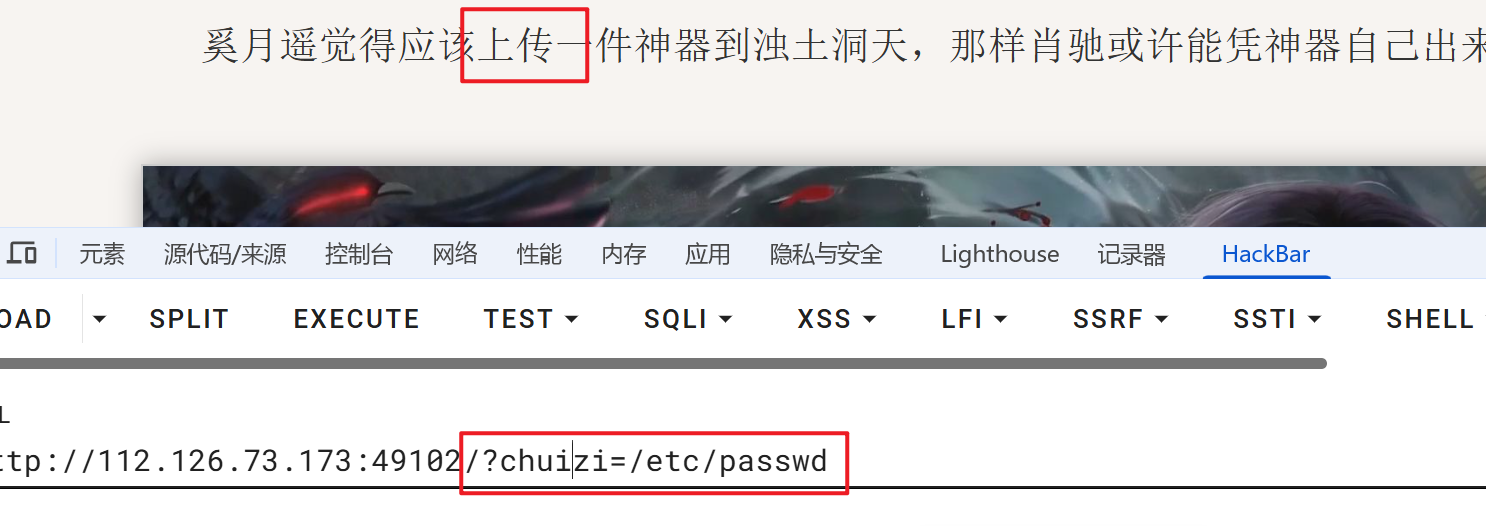 奚月遥觉得应该上传一件神器到浊土洞天，那样肖驰或许能凭神器自己出来
元素 源代码/来源 控制台 网络 性能 内存 应用 隐私与安全 Lighthouse 记录器 HackBar
OAD SPLIT EXECUTE TEST SQLI XSS LFI SSRF SSTI SHELL
L
ttp://112.126.73.173:49102/?chuizi=/etc/passwd